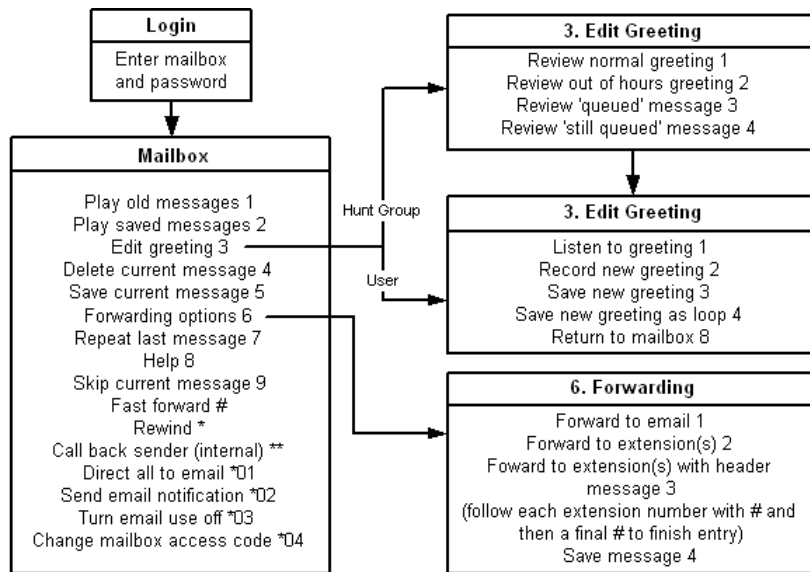 Login
Enter mailbox
and password
Mailbox
Play old messages 1
Play saved messages 2
Edit greeting 3
Delete current message 4
Save current message 5
Forwarding options 6
Repeat last message 7
Help 8
Skip current message 9
Fast forward #
Rewind *
Call back sender (internal) **
Direct all to email *01
Send email notification *02
Turn email use off *03
Change mailbox access code *04
Hunt Group
User
3. Edit Greeting
Review normal greeting 1
Review out of hours greeting 2
Review 'queued' message 3
Review 'still queued' message 4
3. Edit Greeting
Listen to greeting 1
Record new greeting 2
Save new greeting 3
Save new greeting as loop 4
Return to mailbox 8
6. Forwarding
Forward to email 1
Forward to extension(s) 2
Foward to extension(s) with header
message 3
(follow each extension number with # and
then a final # to finish entry)
Save message 4